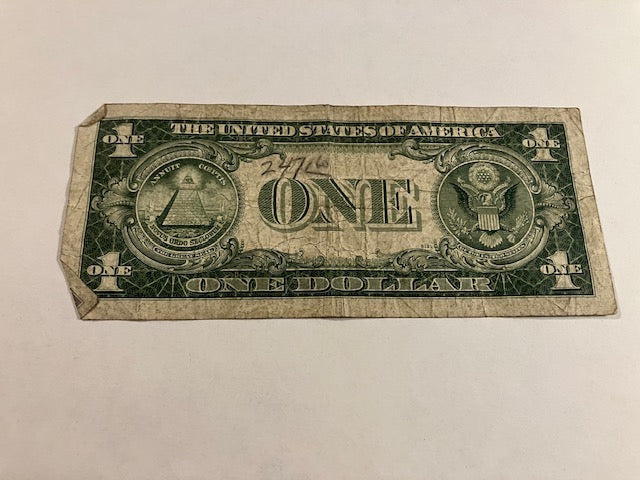 THE UNITED STATES OF AMERICA
1 ONE
ONE 1
ANNUIT COEPTIS
247
ONE
NOVUS ORDO SECLORUM
ONE 1
1 ONE
ONE DOLLAR